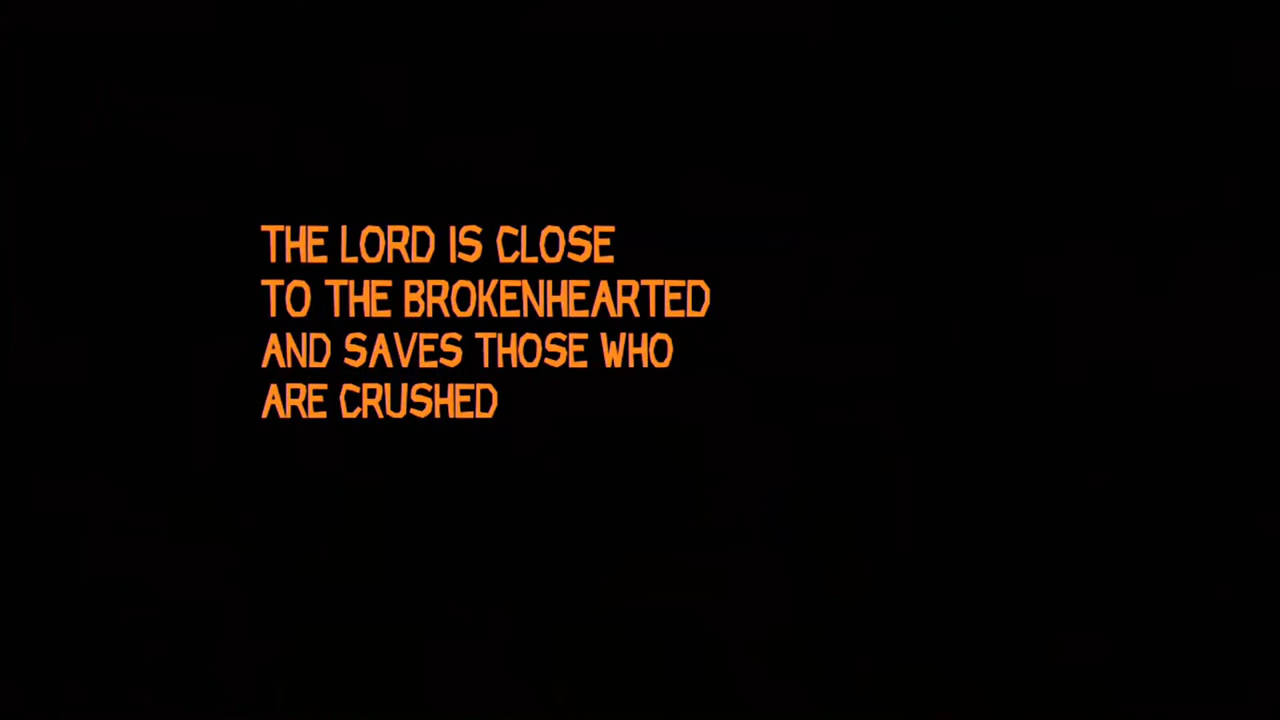 THE LORD IS CLOSE
TO THE BROKENHEARTED
AND SAVES THOSE WHO
ARE CRUSHED